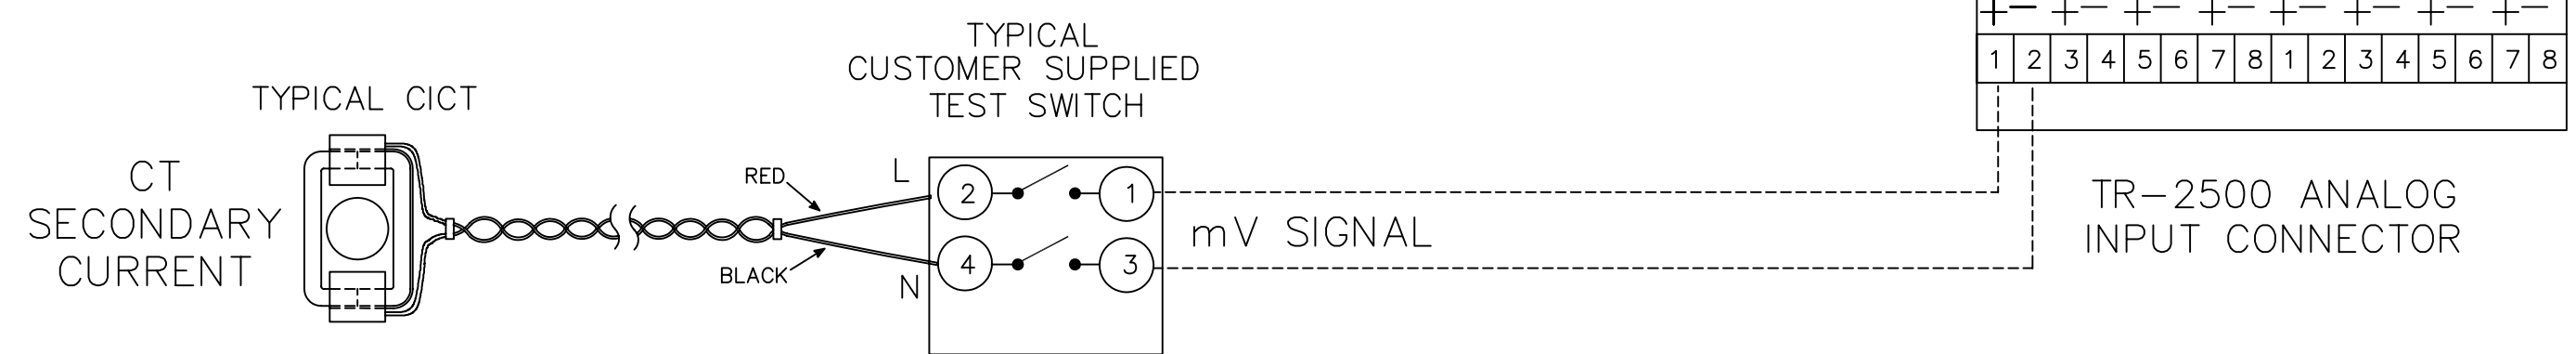 TYPICAL CICT
CT
SECONDARY
CURRENT
RED
BLACK
L
N
TYPICAL
CUSTOMER SUPPLIED
TEST SWITCH
2 1
4 3
mV SIGNAL
+ - + - + - + - + - + - + - + -
1 2 3 4 5 6 7 8 1 2 3 4 5 6 7 8
TR-2500 ANALOG
INPUT CONNECTOR